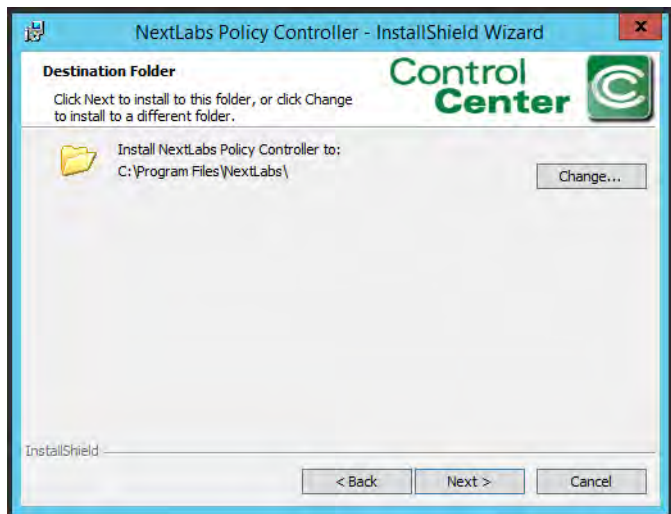 NextLabs Policy Controller - InstallShield Wizard
x
Destination Folder
Click Next to install to this folder, or click Change
to install to a different folder.
Control
Center
C
Install NextLabs Policy Controller to:
C:\Program Files\NextLabs\
Change...
InstallShield
< Back
Next >
Cancel